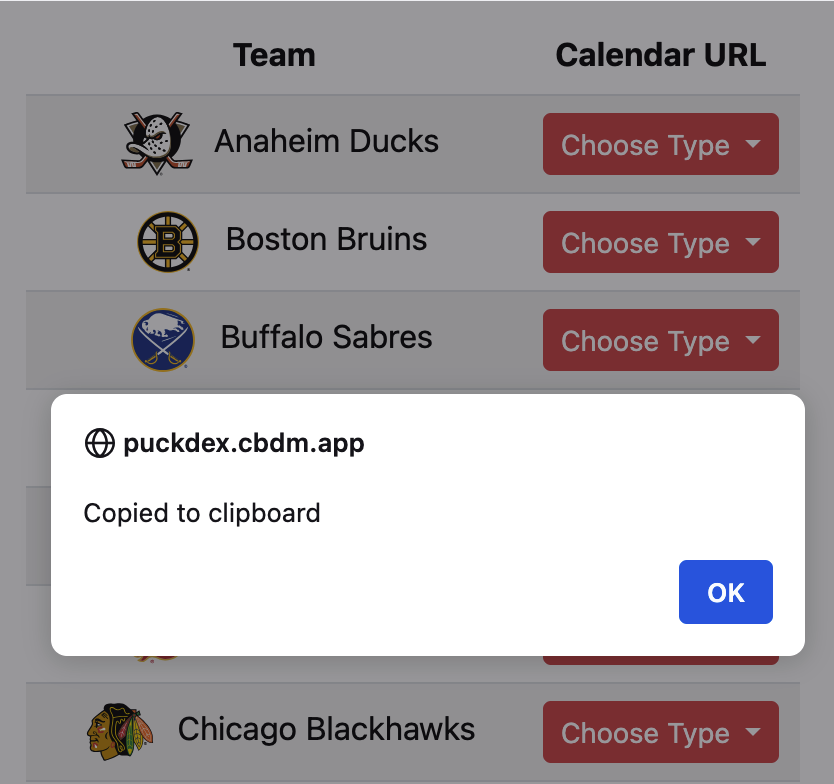 Team Calendar URL
Anaheim Ducks Choose Type
B Boston Bruins Choose Type
Buffalo Sabres Choose Type
puckdex.cbdm.app
Copied to clipboard
OK
Chicago Blackhawks Choose Type